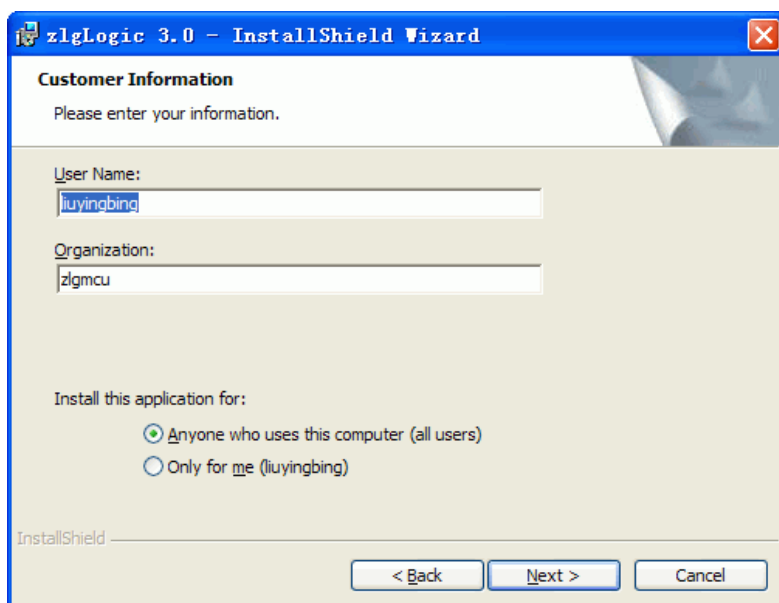 zlgLogic 3.0 - InstallShield Wizard
Customer Information
Please enter your information.
User Name:
liuyingbing
Organization:
zlgmcu
Install this application for:
Anyone who uses this computer (all users)
Only for me (liuyingbing)
InstallShield
< Back Next > Cancel